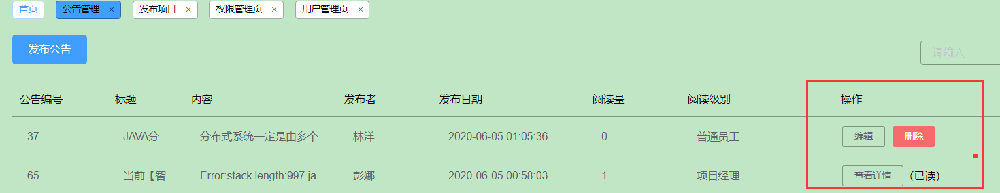 首页 公告管理 × 发布项目 × 权限管理页 × 用户管理页 ×
发布公告 请输入
公告编号 标题 内容 发布者 发布日期 阅读量 阅读级别 操作
37 JAVA分... 分布式系统一定是由多个... 林洋 2020-06-05 01:05:36 0 普通员工 编辑 删除
65 当前【智... Error:stack length:997 ja... 彭娜 2020-06-05 00:58:03 1 项目经理 查看详情 （已读）